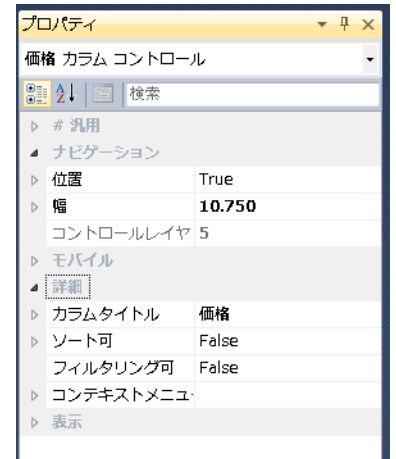 プロパティ
価格 カラム コントロール
検索
# 汎用
ナビゲーション
位置 True
幅 10.750
コントロールレイヤ 5
モバイル
詳細
カラムタイトル 価格
ソート可 False
フィルタリング可 False
コンテキストメニュー
表示